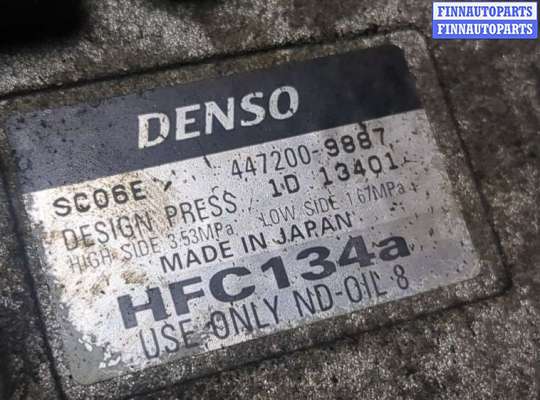 FINNAUTOPARTS
FINNAUTOPARTS
DENSO
SC06E 447200-9887
DESIGN PRESS 1D 13401
HIGH SIDE 3.53MPa LOW SIDE 1.67MPa
MADE IN JAPAN
HFC134a
USE ONLY ND-OIL 8